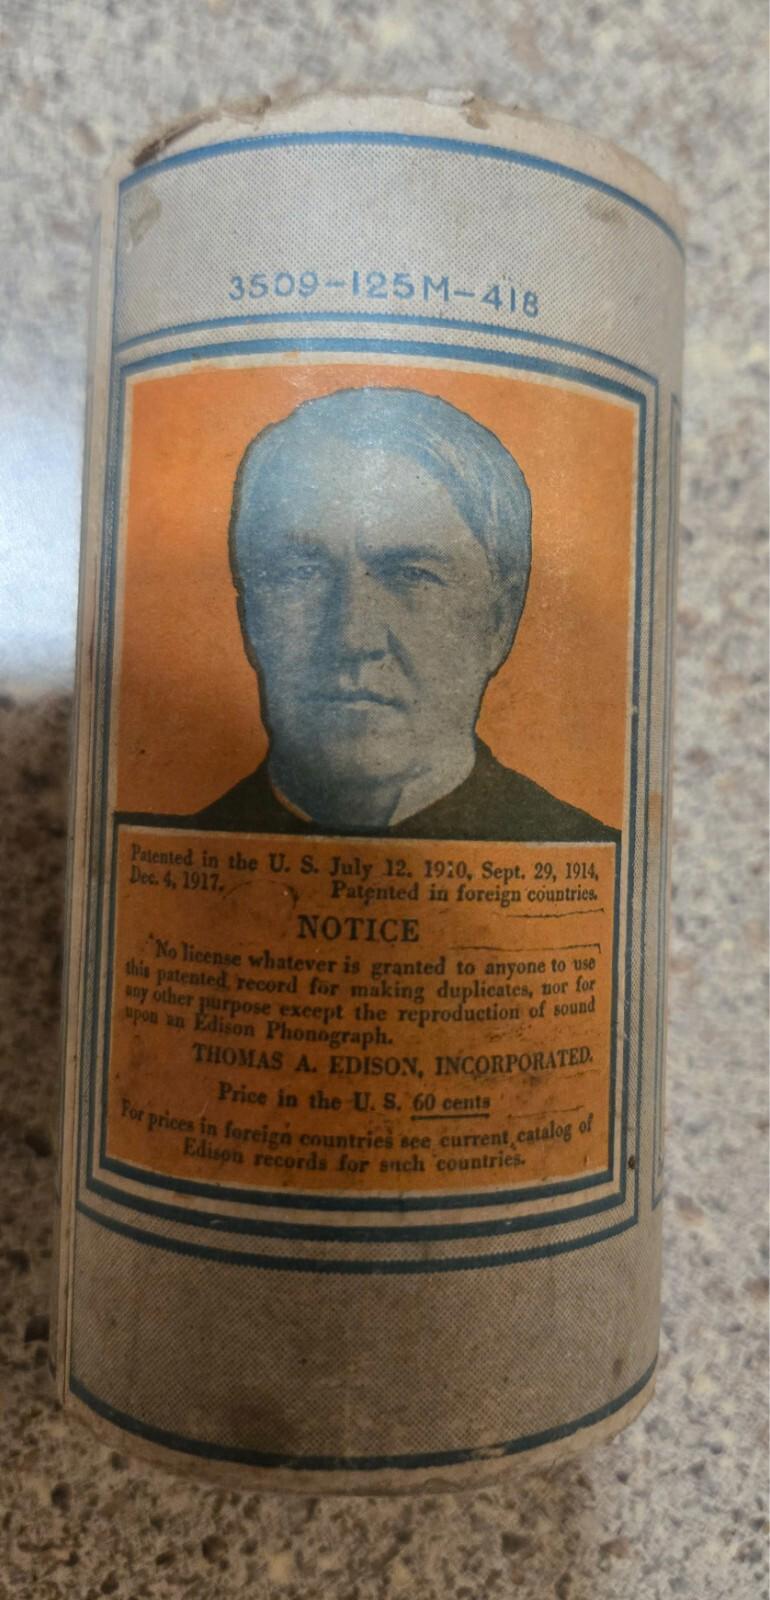 3509-125M-418
Patented in the U. S. July 12. 1910, Sept. 29, 1914,
Dec. 4, 1917. Patented in foreign countries.
NOTICE
No license whatever is granted to anyone to use
this patented record for making duplicates, nor for
any other purpose except the reproduction of sound
upon an Edison Phonograph.
THOMAS A. EDISON, INCORPORATED.
Price in the U. S. 60 cents
For prices in foreign countries see current catalog of
Edison records for such countries.